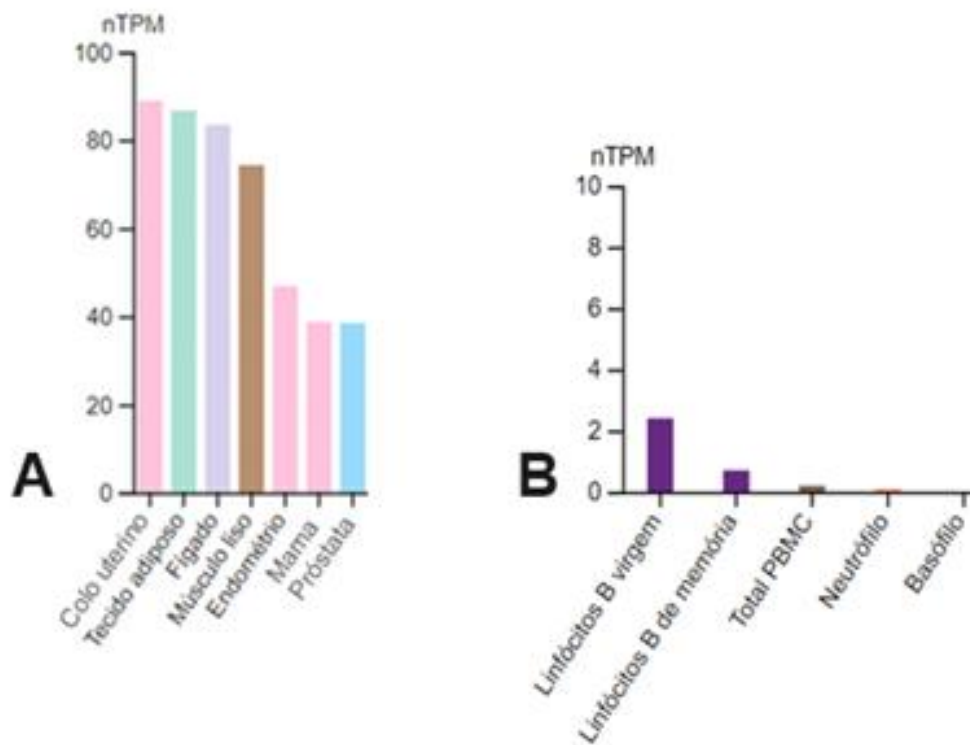 nTPM
100
80
60
40
20
0
A
Colo uterino
Tecido adiposo
Fígado
Músculo liso
Endométrio
Mama
Próstata
nTPM
10
8
6
4
2
0
B
Linfócitos B virgem
Linfócitos B de memória
Total PBMC
Neutrófilo
Basófilo